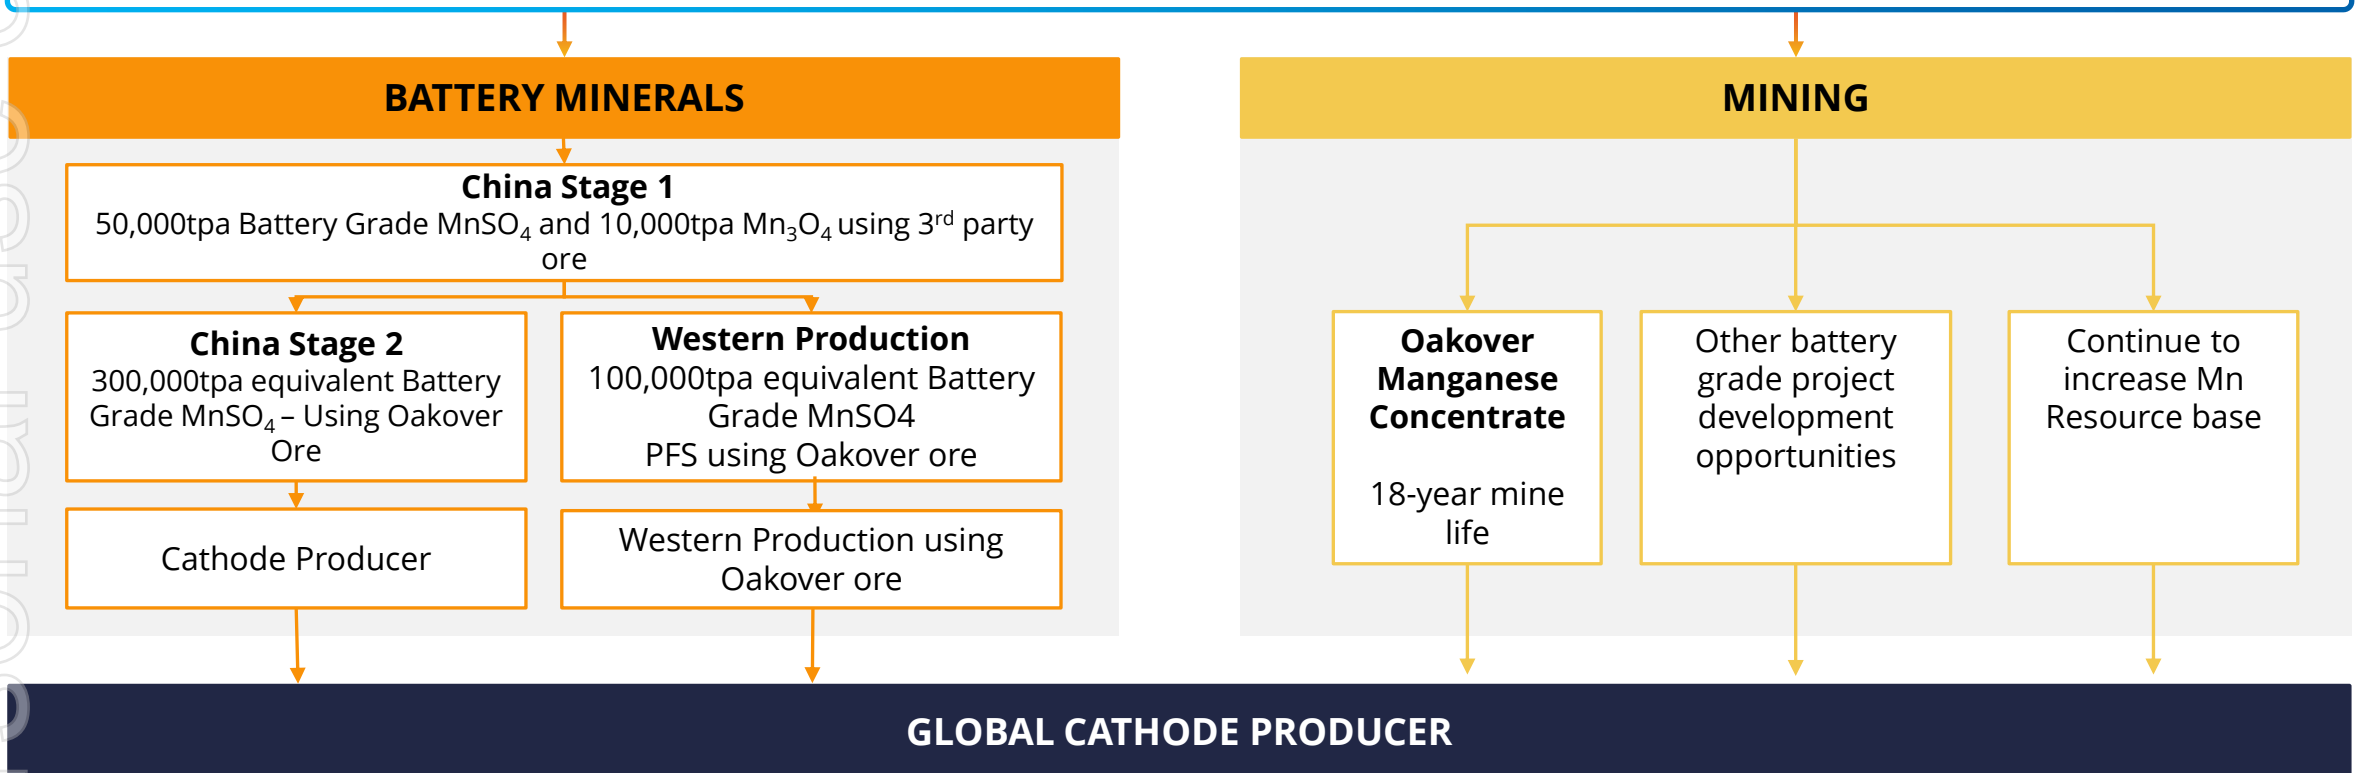 BATTERY MINERALS
China Stage 1
50,000tpa Battery Grade MnSO₄ and 10,000tpa Mn₃O₄ using 3ʳᵈ party
ore
China Stage 2
300,000tpa equivalent Battery
Grade MnSO₄ – Using Oakover
Ore
Western Production
100,000tpa equivalent Battery
Grade MnSO4
PFS using Oakover ore
Cathode Producer
Western Production using
Oakover ore
MINING
Oakover
Manganese
Concentrate
18-year mine
life
Other battery
grade project
development
opportunities
Continue to
increase Mn
Resource base
GLOBAL CATHODE PRODUCER